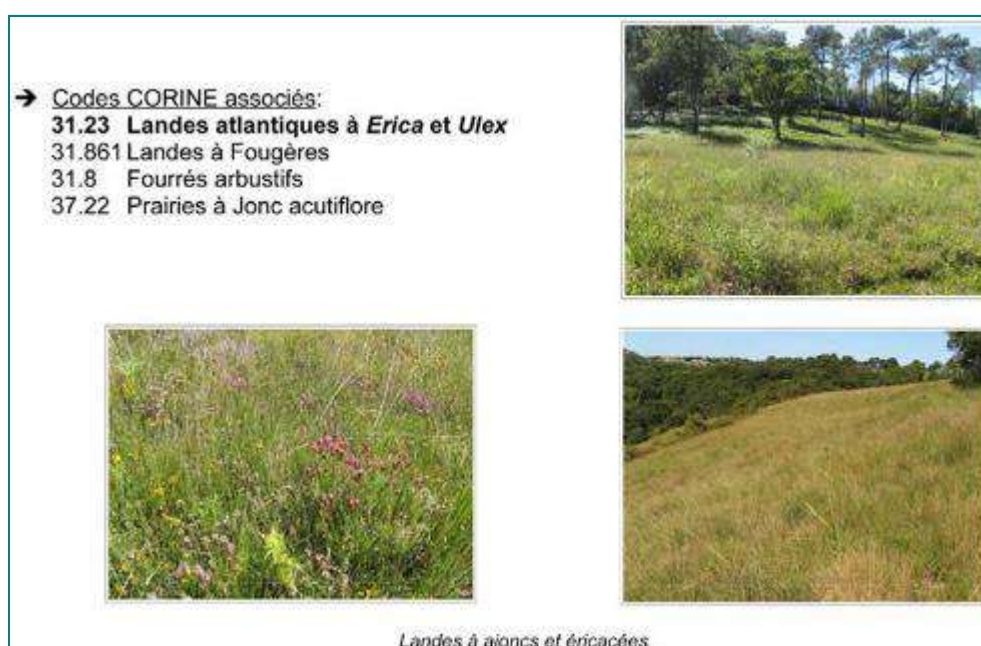 ➔ Codes CORINE associés:
31.23 Landes atlantiques à Erica et Ulex
31.861 Landes à Fougères
31.8 Fourrés arbustifs
37.22 Prairies à Jonc acutiflore
Landes à ajoncs et éricacées